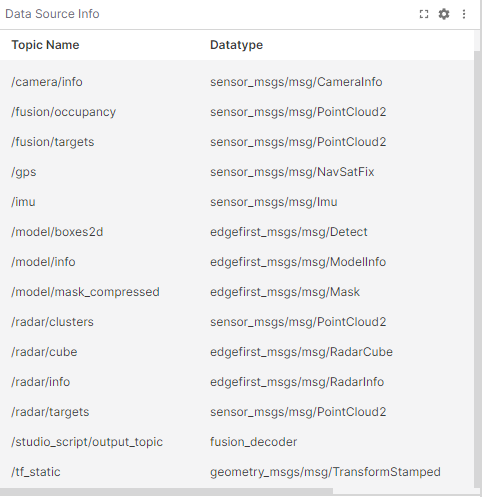 Data Source Info
Topic Name Datatype
/camera/info sensor_msgs/msg/CameraInfo
/fusion/occupancy sensor_msgs/msg/PointCloud2
/fusion/targets sensor_msgs/msg/PointCloud2
/gps sensor_msgs/msg/NavSatFix
/imu sensor_msgs/msg/Imu
/model/boxes2d edgefirst_msgs/msg/Detect
/model/info edgefirst_msgs/msg/ModelInfo
/model/mask_compressed edgefirst_msgs/msg/Mask
/radar/clusters sensor_msgs/msg/PointCloud2
/radar/cube edgefirst_msgs/msg/RadarCube
/radar/info edgefirst_msgs/msg/RadarInfo
/radar/targets sensor_msgs/msg/PointCloud2
/studio_script/output_topic fusion_decoder
/tf_static geometry_msgs/msg/TransformStamped